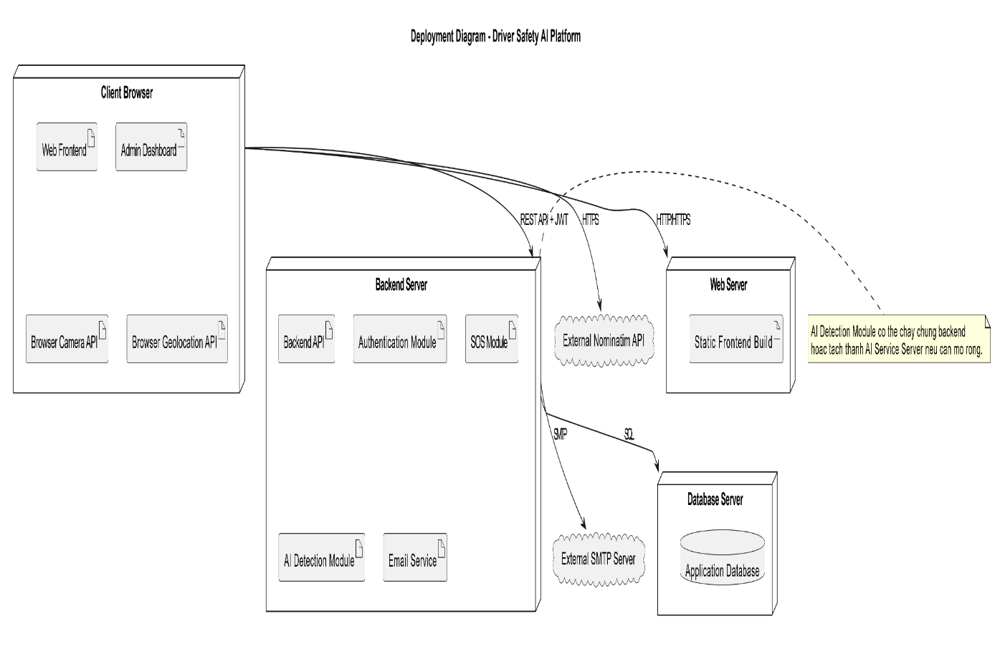 Deployment Diagram - Driver Safety AI Platform
Client Browser
Web Frontend
Admin Dashboard
Browser Camera API
Browser Geolocation API
REST API + JWT
HTTPS
HTTP/HTTPS
Backend Server
Backend API
Authentication Module
SOS Module
External Nominatim API
Web Server
Static Frontend Build
AI Detection Module co the chay chung backend
hoac tach thanh AI Service Server neu can mo rong.
SMTP
SQL
AI Detection Module
Email Service
External SMTP Server
Database Server
Application Database